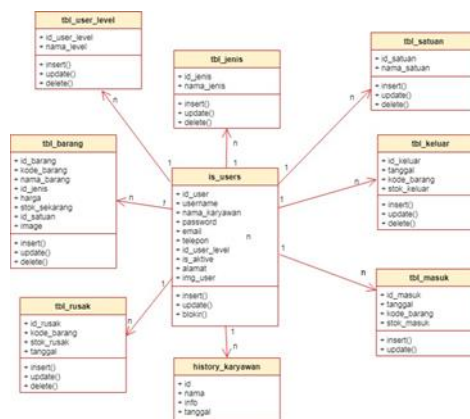 tbl_user_level
+ id_user_level
+ nama_level
+ insert()
+ update()
+ delete()
tbl_jenis
+ id_jenis
+ nama_jenis
+ insert()
+ update()
+ delete()
tbl_satuan
+ id_satuan
+ nama_satuan
+ insert()
+ update()
+ delete()
tbl_barang
+ id_barang
+ kode_barang
+ nama_barang
+ id_jenis
+ harga
+ stok_sekarang
+ id_satuan
+ image
+ insert()
+ update()
+ delete()
is_users
+ id_user
+ username
+ nama_karyawan
+ password
+ email
+ telepon
+ id_user_level
+ is_aktive
+ alamat
+ img_user
+ insert()
+ update()
+ blokir()
tbl_keluar
+ id_keluar
+ tanggal
+ kode_barang
+ stok_keluar
+ insert()
+ update()
+ delete()
tbl_rusak
+ id_rusak
+ kode_barang
+ stok_rusak
+ tanggal
+ insert()
+ update()
+ delete()
tbl_masuk
+ id_masuk
+ tanggal
+ kode_barang
+ stok_masuk
+ insert()
+ update()
history_karyawan
+ id
+ nama
+ info
+ tanggal
n
n
n
1
1
1
n
n
1
n
1
n
1
1
n
1
n